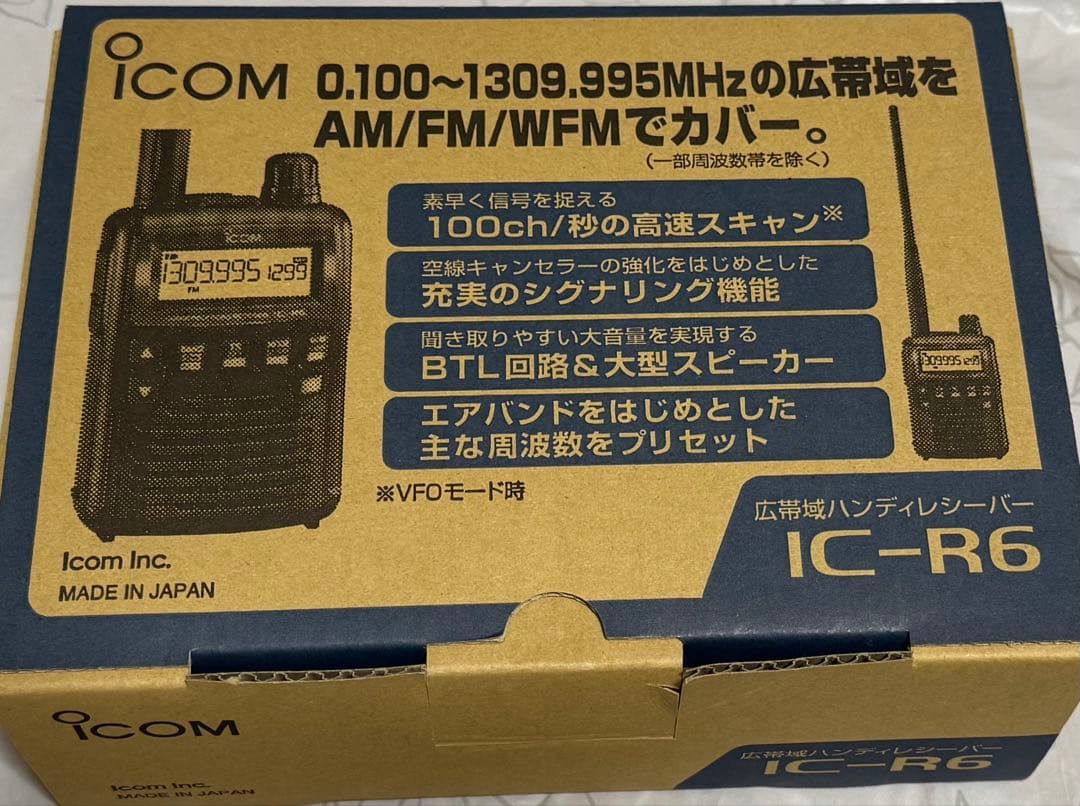 iCOM
0.100～1309.995MHzの広帯域を
AM/FM/WFMでカバー。
(一部周波数帯を除く)
素早く信号を捉える
100ch/秒の高速スキャン※
空線キャンセラーの強化をはじめとした
充実のシグナリング機能
聞き取りやすい大音量を実現する
BTL回路＆大型スピーカー
エアバンドをはじめとした
主な周波数をプリセット
※VFOモード時
iCOM
1309.995 1299
FM
広帯域ハンディレシーバー
IC-R6
Icom Inc.
MADE IN JAPAN
iCOM
Icom Inc.
MADE IN JAPAN
広帯域ハンディレシーバー
IC-R6